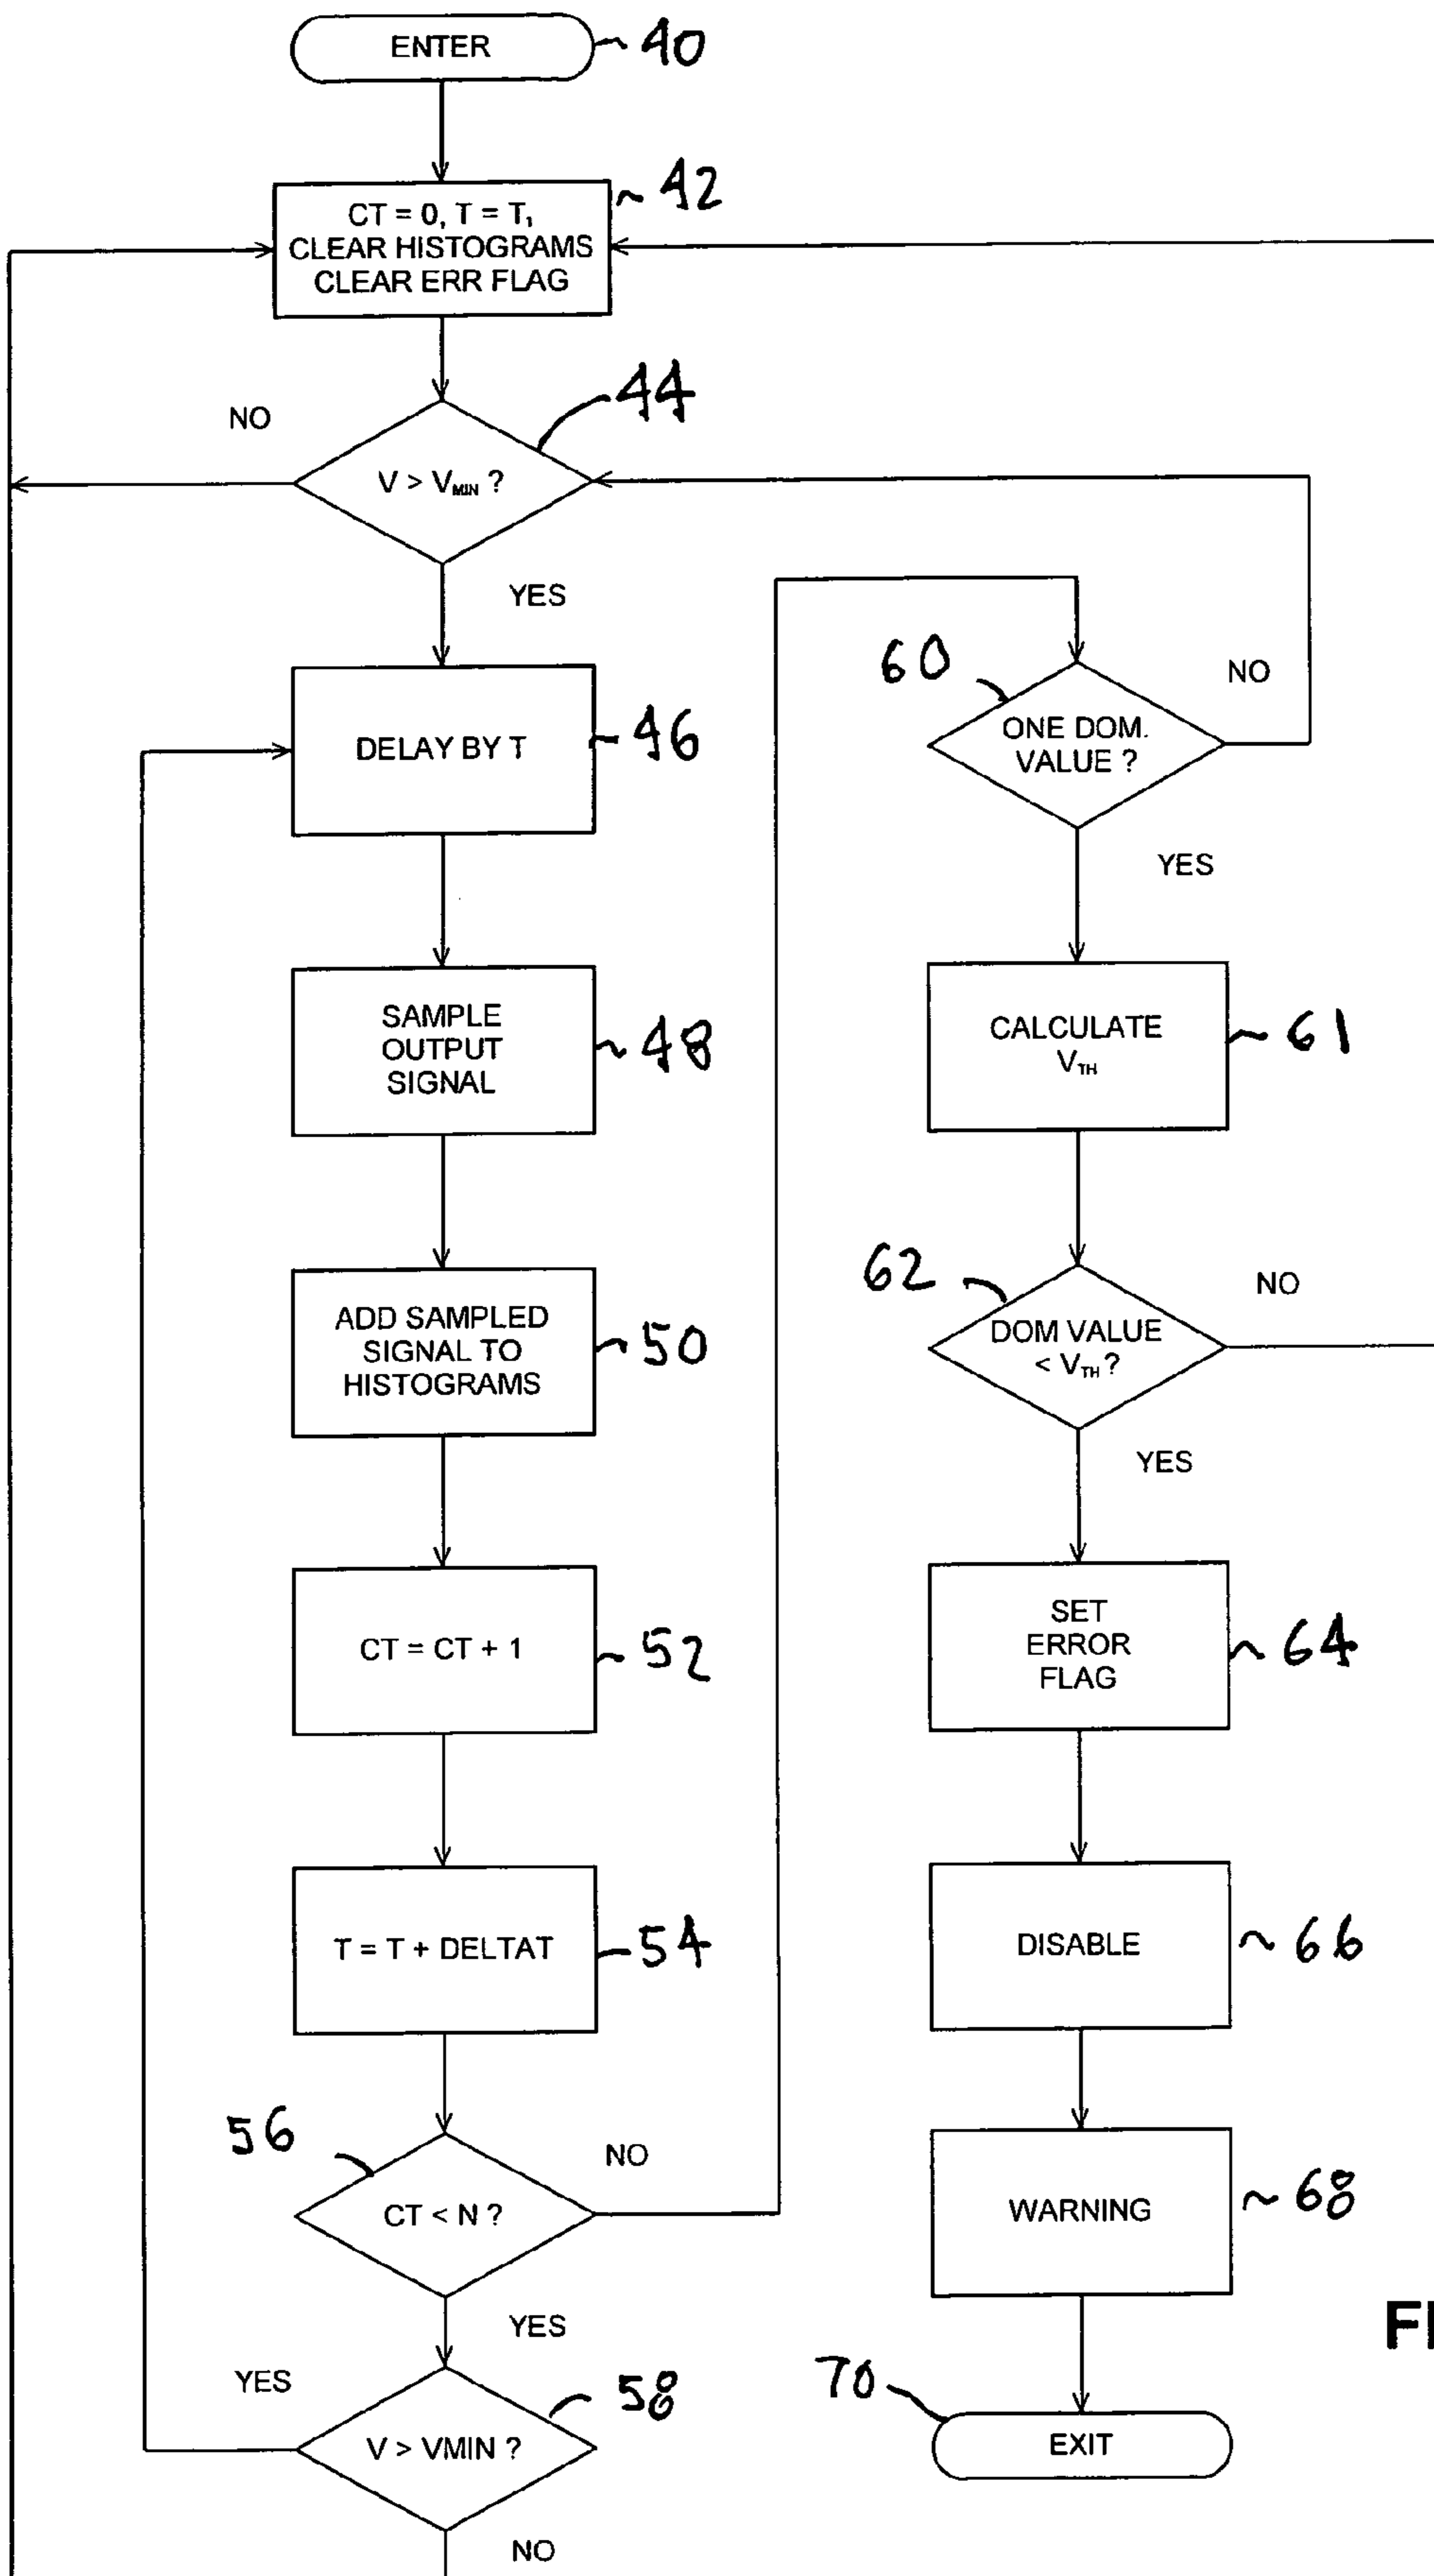 ENTER
40
CT = 0, T = T₁
CLEAR HISTOGRAMS
CLEAR ERR FLAG
42
NO
44
V > VMIN ?
YES
DELAY BY T
46
SAMPLE
OUTPUT
SIGNAL
48
ADD SAMPLED
SIGNAL TO
HISTOGRAMS
50
CT = CT + 1
52
T = T + DELTAT
54
56
NO
CT < N ?
YES
YES
58
V > VMIN ?
NO
60
NO
ONE DOM.
VALUE ?
YES
CALCULATE
VTH
61
62
NO
DOM VALUE
< VTH ?
YES
SET
ERROR
FLAG
64
DISABLE
66
WARNING
68
70
EXIT